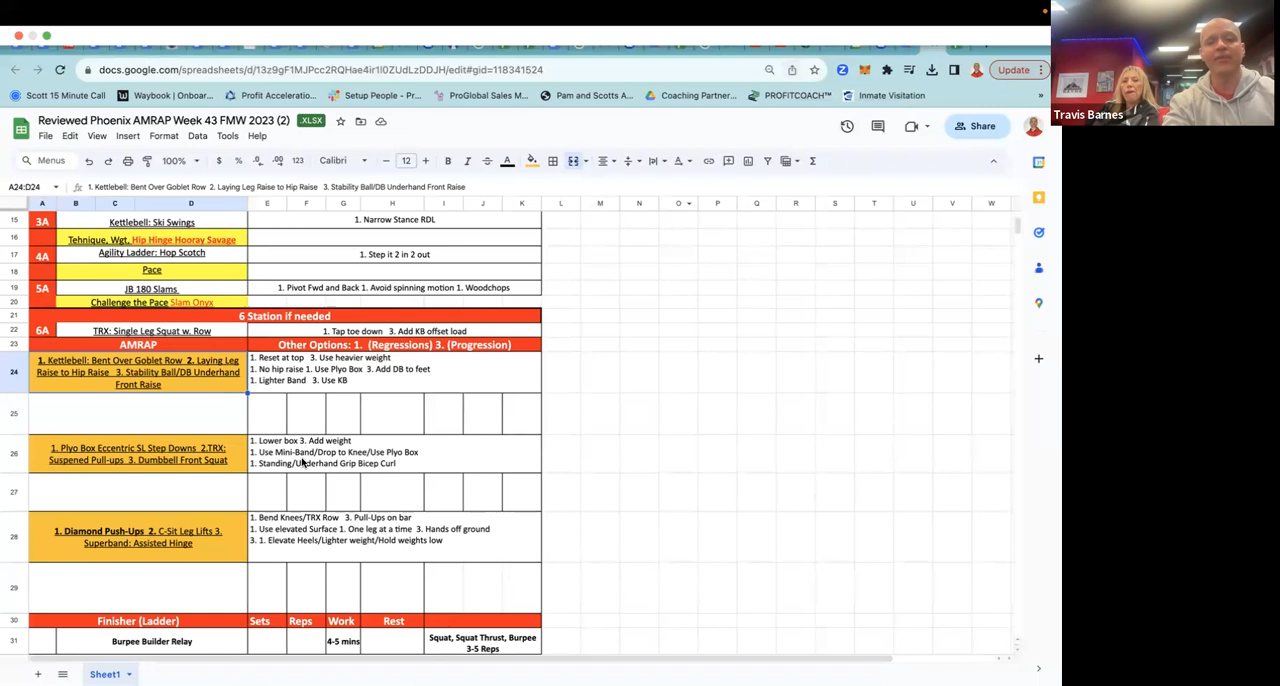 docs.google.com/spreadsheets/d/13z9gF1MJPcc2RQHae4ir1l0ZUdLzDDJH/edit#gid=118341524
Update
Scott 15 Minute Call
Waybook | Onboar...
Profit Acceleratio...
Setup People - Pr...
ProGlobal Sales M...
Pam and Scotts A...
Coaching Partner...
PROFITCOACH™
Inmate Visitation
»
Travis Barnes
Reviewed Phoenix AMRAP Week 43 FMW 2023 (2)
.XLSX
File Edit View Insert Format Data Tools Help
Share
Menus
100%
$ % .0 .00 123
Calibri
- 12 +
B I A
A24:D24
fx
1. Kettlebell: Bent Over Goblet Row 2. Laying Leg Raise to Hip Raise 3. Stability Ball/DB Underhand Front Raise
A B C D E F G H I J K L M N O P Q R S T U V W
15 3A Kettlebell: Ski Swings 1. Narrow Stance RDL
16 Tehnique, Wgt, Hip Hinge Hooray Savage
17 4A Agility Ladder: Hop Scotch 1. Step it 2 in 2 out
18 Pace
19 5A JB 180 Slams 1. Pivot Fwd and Back 1. Avoid spinning motion 1. Woodchops
20 Challenge the Pace Slam Onyx
21 6 Station if needed
22 6A TRX: Single Leg Squat w. Row 1. Tap toe down 3. Add KB offset load
23 AMRAP Other Options: 1. (Regressions) 3. (Progression)
24
1. Kettlebell: Bent Over Goblet Row 2. Laying Leg
Raise to Hip Raise 3. Stability Ball/DB Underhand
Front Raise
1. Reset at top 3. Use heavier weight
1. No hip raise 1. Use Plyo Box 3. Add DB to feet
1. Lighter Band 3. Use KB
25
26
1. Plyo Box Eccentric SL Step Downs 2.TRX:
Suspened Pull-ups 3. Dumbbell Front Squat
1. Lower box 3. Add weight
1. Use Mini-Band/Drop to Knee/Use Plyo Box
1. Standing/Underhand Grip Bicep Curl
27
28
1. Diamond Push-Ups 2. C-Sit Leg Lifts 3.
Superband: Assisted Hinge
1. Bend Knees/TRX Row 3. Pull-Ups on bar
1. Use elevated Surface 1. One leg at a time 3. Hands off ground
3. 1. Elevate Heels/Lighter weight/Hold weights low
29
30 Finisher (Ladder) Sets Reps Work Rest
31 Burpee Builder Relay 4-5 mins
Squat, Squat Thrust, Burpee
3-5 Reps
Sheet1